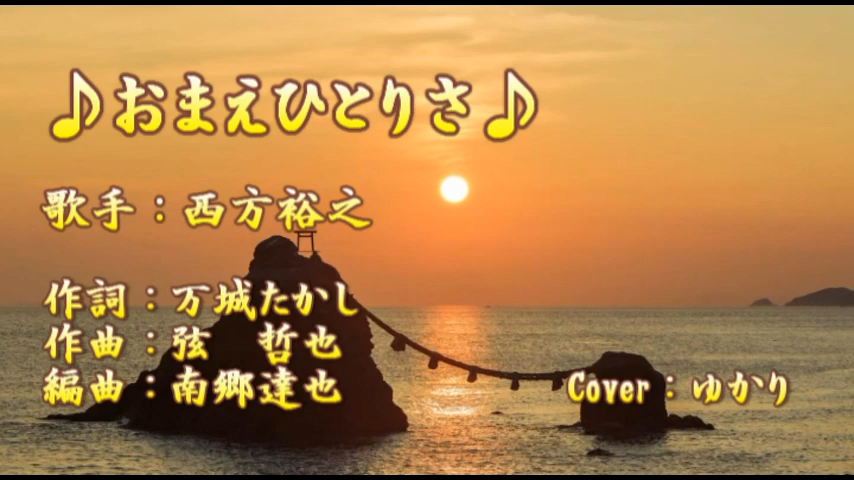 ♪おまえひとりさ♪
歌手：西方裕之
作詞：万城たかし
作曲：弦　哲也
編曲：南郷達也
Cover：ゆかり